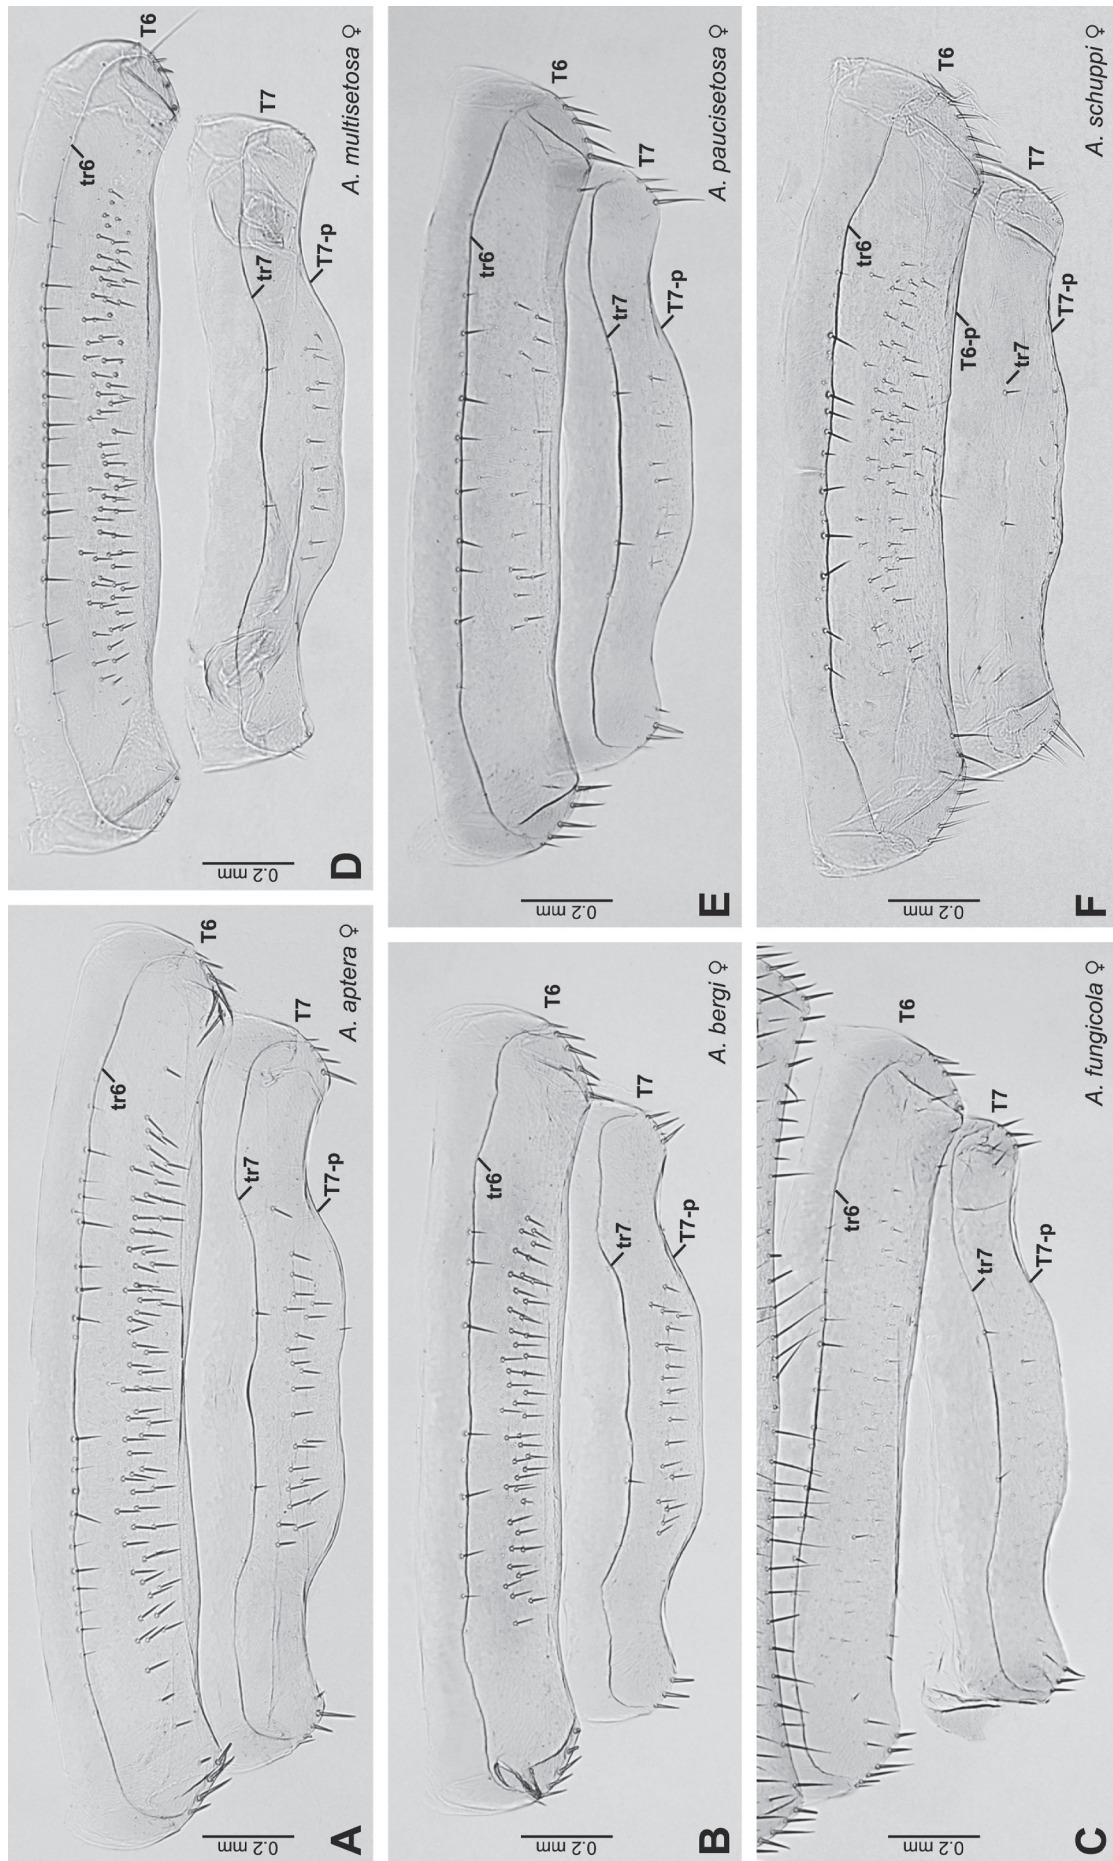 A
0.2 mm
tr6
T6
tr7
T7
T7-p
A. aptera ♀
B
0.2 mm
tr6
T6
tr7
T7
T7-p
A. bergi ♀
C
0.2 mm
tr6
T6
tr7
T7
T7-p
A. fungicola ♀
D
0.2 mm
tr6
T6
tr7
T7
T7-p
A. multisetosa ♀
E
0.2 mm
tr6
T6
tr7
T7
T7-p
A. paucisetosa ♀
F
0.2 mm
tr6
T6
T6-p
tr7
T7
T7-p
A. schuppi ♀